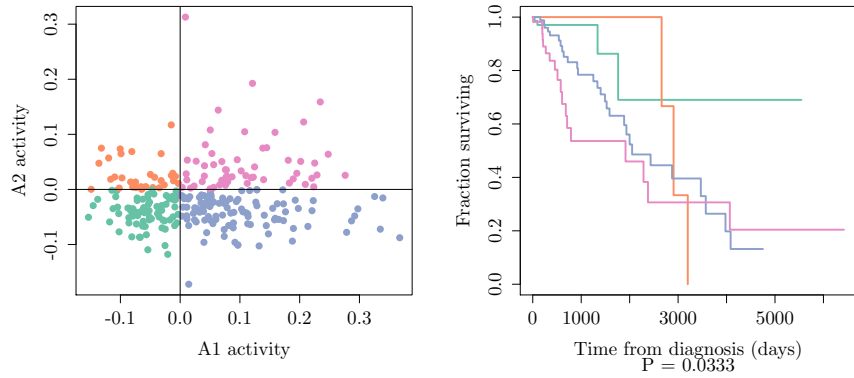 0.3
0.2
0.1
0.0
-0.1
A2 activity
-0.1 0.0 0.1 0.2 0.3
A1 activity
1.0
0.8
0.6
0.4
0.2
0.0
Fraction surviving
0 1000 3000 5000
Time from diagnosis (days)
P = 0.0333